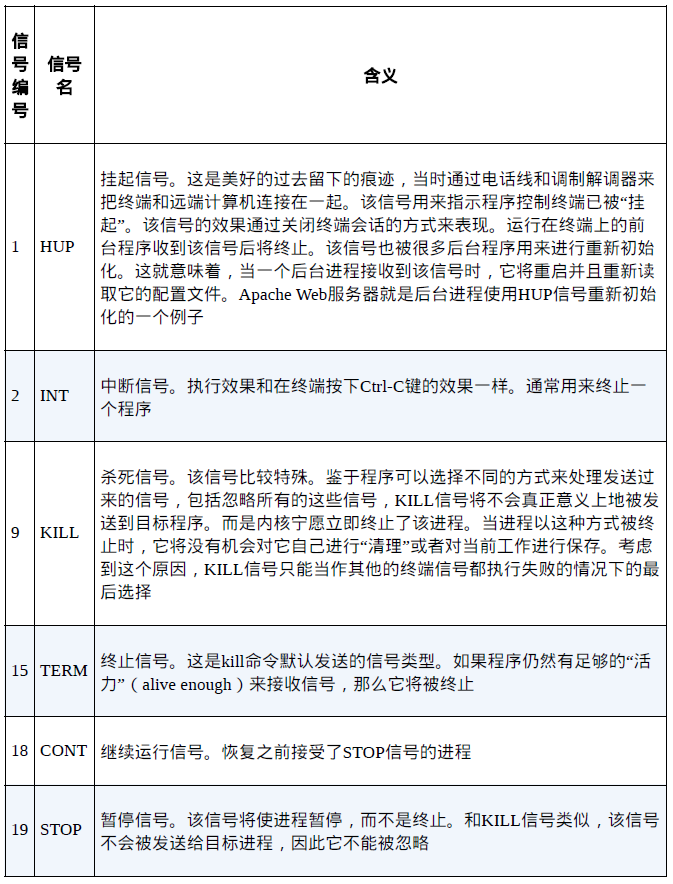 信
号
编
号
信号
名
含义
1
HUP
挂起信号。这是美好的过去留下的痕迹，当时通过电话线和调制解调器来
把终端和远端计算机连接在一起。该信号用来指示程序控制终端已被“挂
起”。该信号的效果通过关闭终端会话的方式来表现。运行在终端上的前
台程序收到该信号后将终止。该信号也被很多后台程序用来进行重新初始
化。这就意味着，当一个后台进程接收到该信号时，它将重启并且重新读
取它的配置文件。Apache Web服务器就是后台进程使用HUP信号重新初始
化的一个例子
2
INT
中断信号。执行效果和在终端按下Ctrl-C键的效果一样。通常用来终止一
个程序
9
KILL
杀死信号。该信号比较特殊。鉴于程序可以选择不同的方式来处理发送过
来的信号，包括忽略所有的这些信号，KILL信号将不会真正意义上地被发
送到目标程序。而是内核宁愿立即终止了该进程。当进程以这种方式被终
止时，它将没有机会对它自己进行“清理”或者对当前工作进行保存。考虑
到这个原因，KILL信号只能当作其他的终端信号都执行失败的情况下的最
后选择
15
TERM
终止信号。这是kill命令默认发送的信号类型。如果程序仍然有足够的“活
力”（alive enough）来接收信号，那么它将被终止
18
CONT
继续运行信号。恢复之前接受了STOP信号的进程
19
STOP
暂停信号。该信号将使进程暂停，而不是终止。和KILL信号类似，该信号
不会被发送给目标进程，因此它不能被忽略